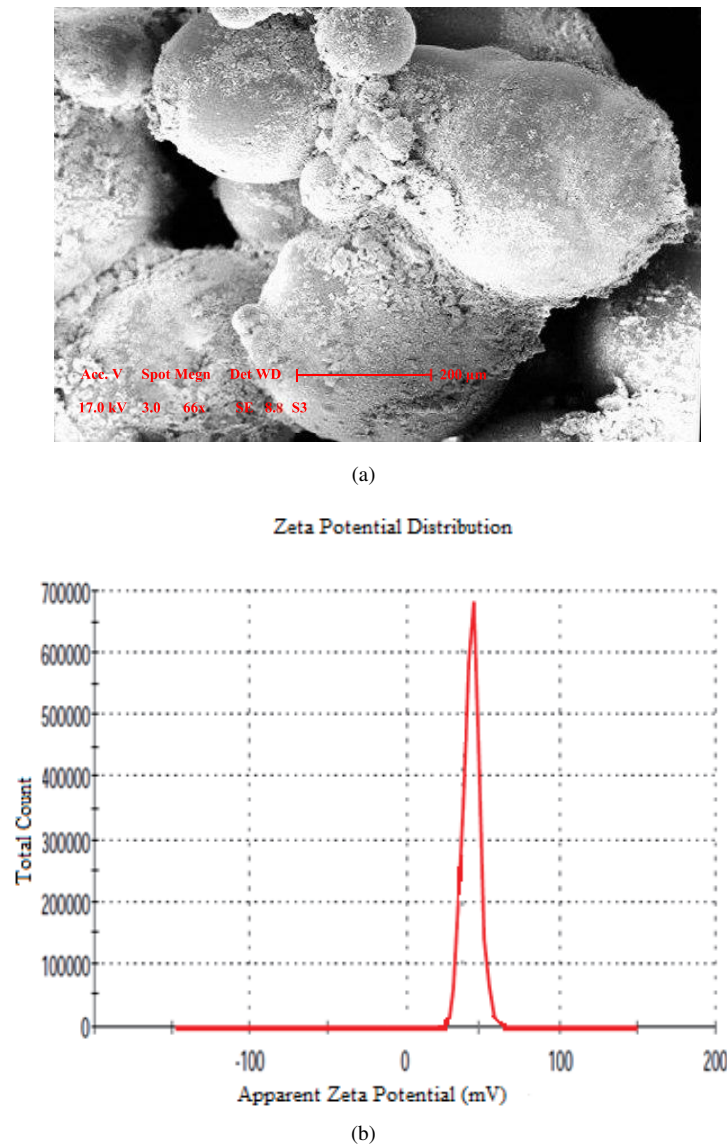 Acc. V Spot Megn Det WD 200 μm
17.0 kV 3.0 66x SE 8.8 S3
(a)
Zeta Potential Distribution
700000
600000
500000
400000
300000
200000
100000
0
Total Count
-100 0 100 200
Apparent Zeta Potential (mV)
(b)